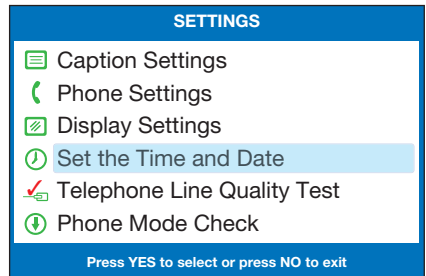 SETTINGS
Caption Settings
Phone Settings
Display Settings
Set the Time and Date
Telephone Line Quality Test
Phone Mode Check
Press YES to select or press NO to exit